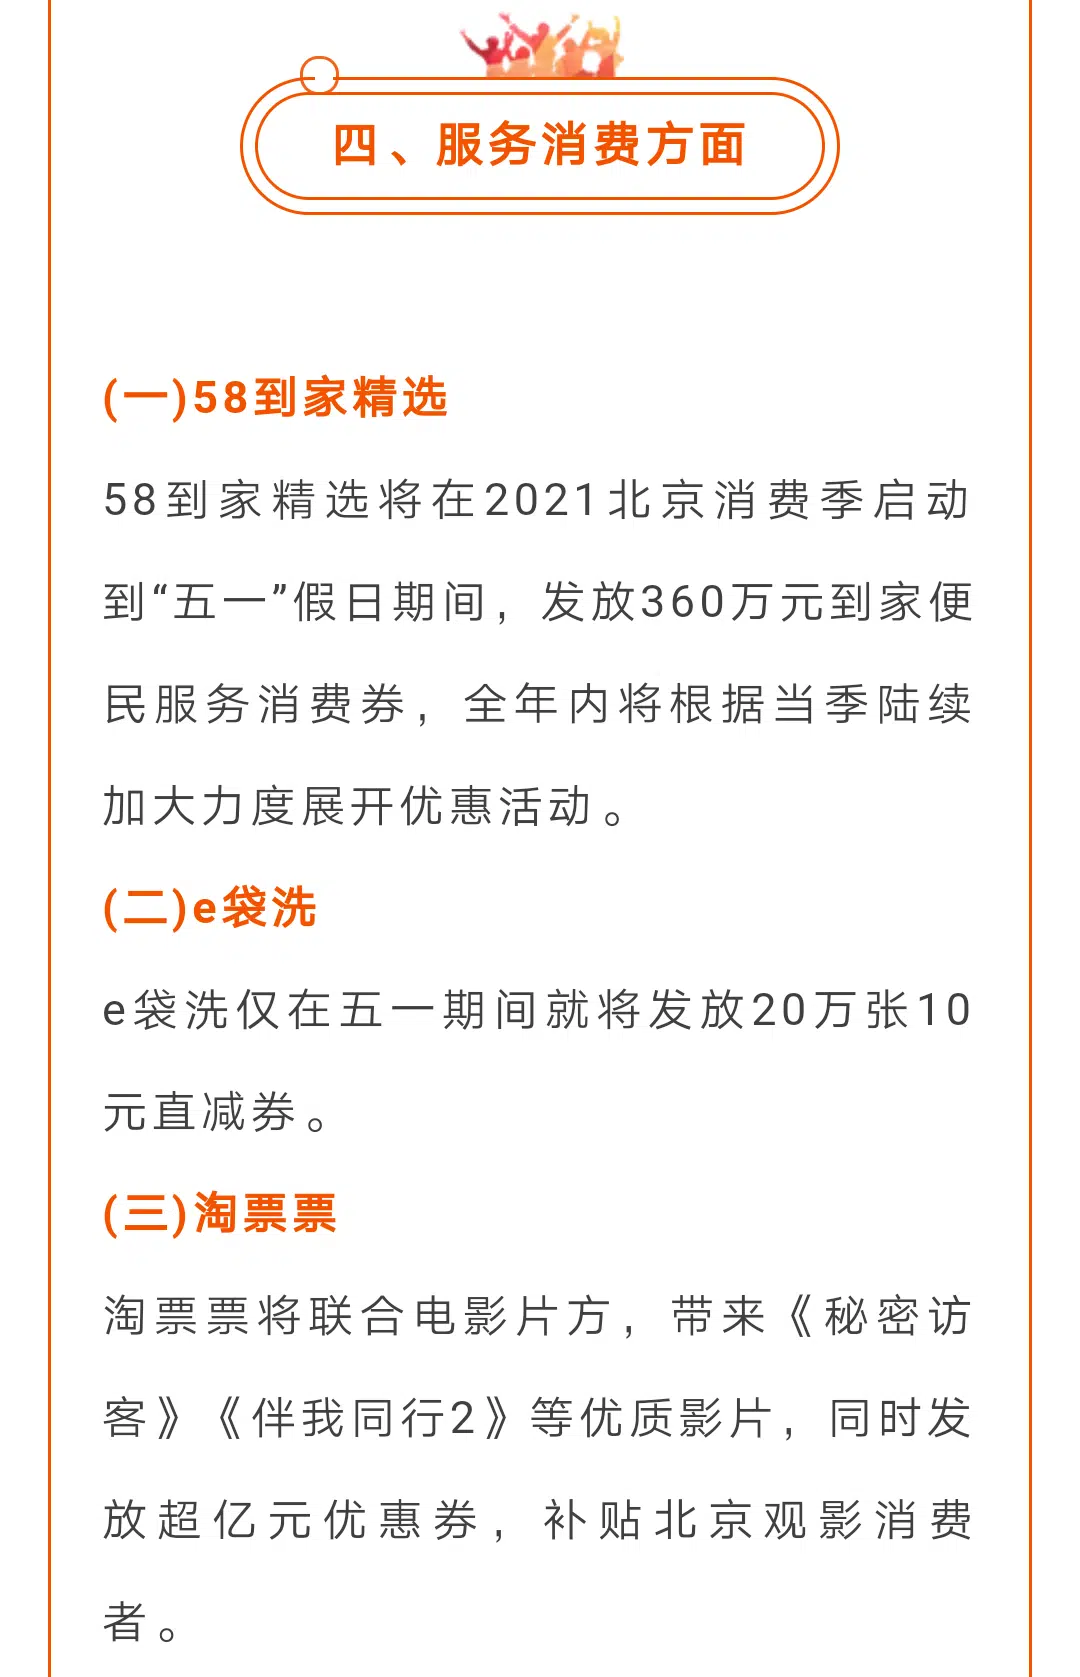 四、服务消费方面
(一)58到家精选
58到家精选将在2021北京消费季启动
到“五一”假日期间，发放360万元到家便
民服务消费券，全年内将根据当季陆续
加大力度展开优惠活动。
(二)e袋洗
e袋洗仅在五一期间就将发放20万张10
元直减券。
(三)淘票票
淘票票将联合电影片方，带来《秘密访
客》《伴我同行2》等优质影片，同时发
放超亿元优惠券，补贴北京观影消费
者。